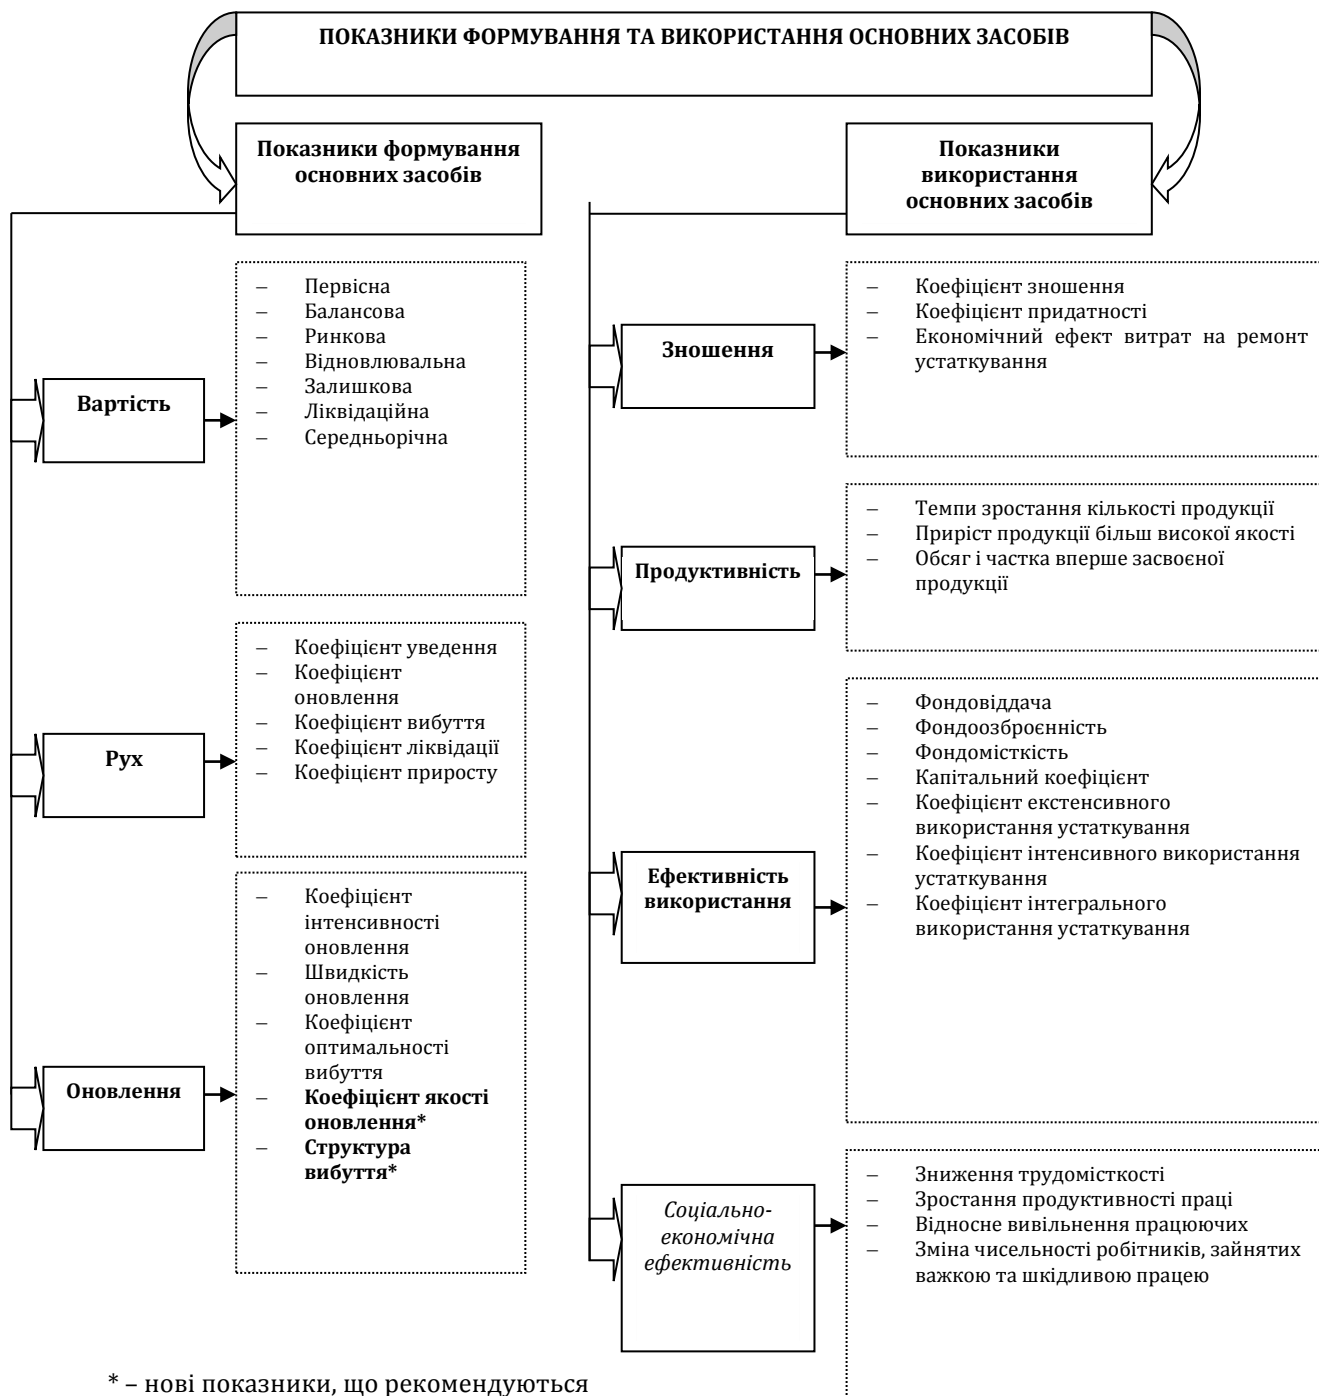 ПОКАЗНИКИ ФОРМУВАННЯ ТА ВИКОРИСТАННЯ ОСНОВНИХ ЗАСОБІВ
Показники формування
основних засобів
Вартість
– Первісна
– Балансова
– Ринкова
– Відновлювальна
– Залишкова
– Ліквідаційна
– Середньорічна
Рух
– Коефіцієнт уведення
– Коефіцієнт
оновлення
– Коефіцієнт вибуття
– Коефіцієнт ліквідації
– Коефіцієнт приросту
Оновлення
– Коефіцієнт
інтенсивності
оновлення
– Швидкість
оновлення
– Коефіцієнт
оптимальності
вибуття
– Коефіцієнт якості
оновлення*
– Структура
вибуття*
Показники
використання
основних засобів
Зношення
– Коефіцієнт зношення
– Коефіцієнт придатності
– Економічний ефект витрат на ремонт
устаткування
Продуктивність
– Темпи зростання кількості продукції
– Приріст продукції більш високої якості
– Обсяг і частка вперше засвоєної
продукції
Ефективність
використання
– Фондовіддача
– Фондоозброєнність
– Фондомісткість
– Капітальний коефіцієнт
– Коефіцієнт екстенсивного
використання устаткування
– Коефіцієнт інтенсивного використання
устаткування
– Коефіцієнт інтегрального
використання устаткування
Соціально-
економічна
ефективність
– Зниження трудомісткості
– Зростання продуктивності праці
– Відносне вивільнення працюючих
– Зміна чисельності робітників, зайнятих
важкою та шкідливою працею
* – нові показники, що рекомендуються